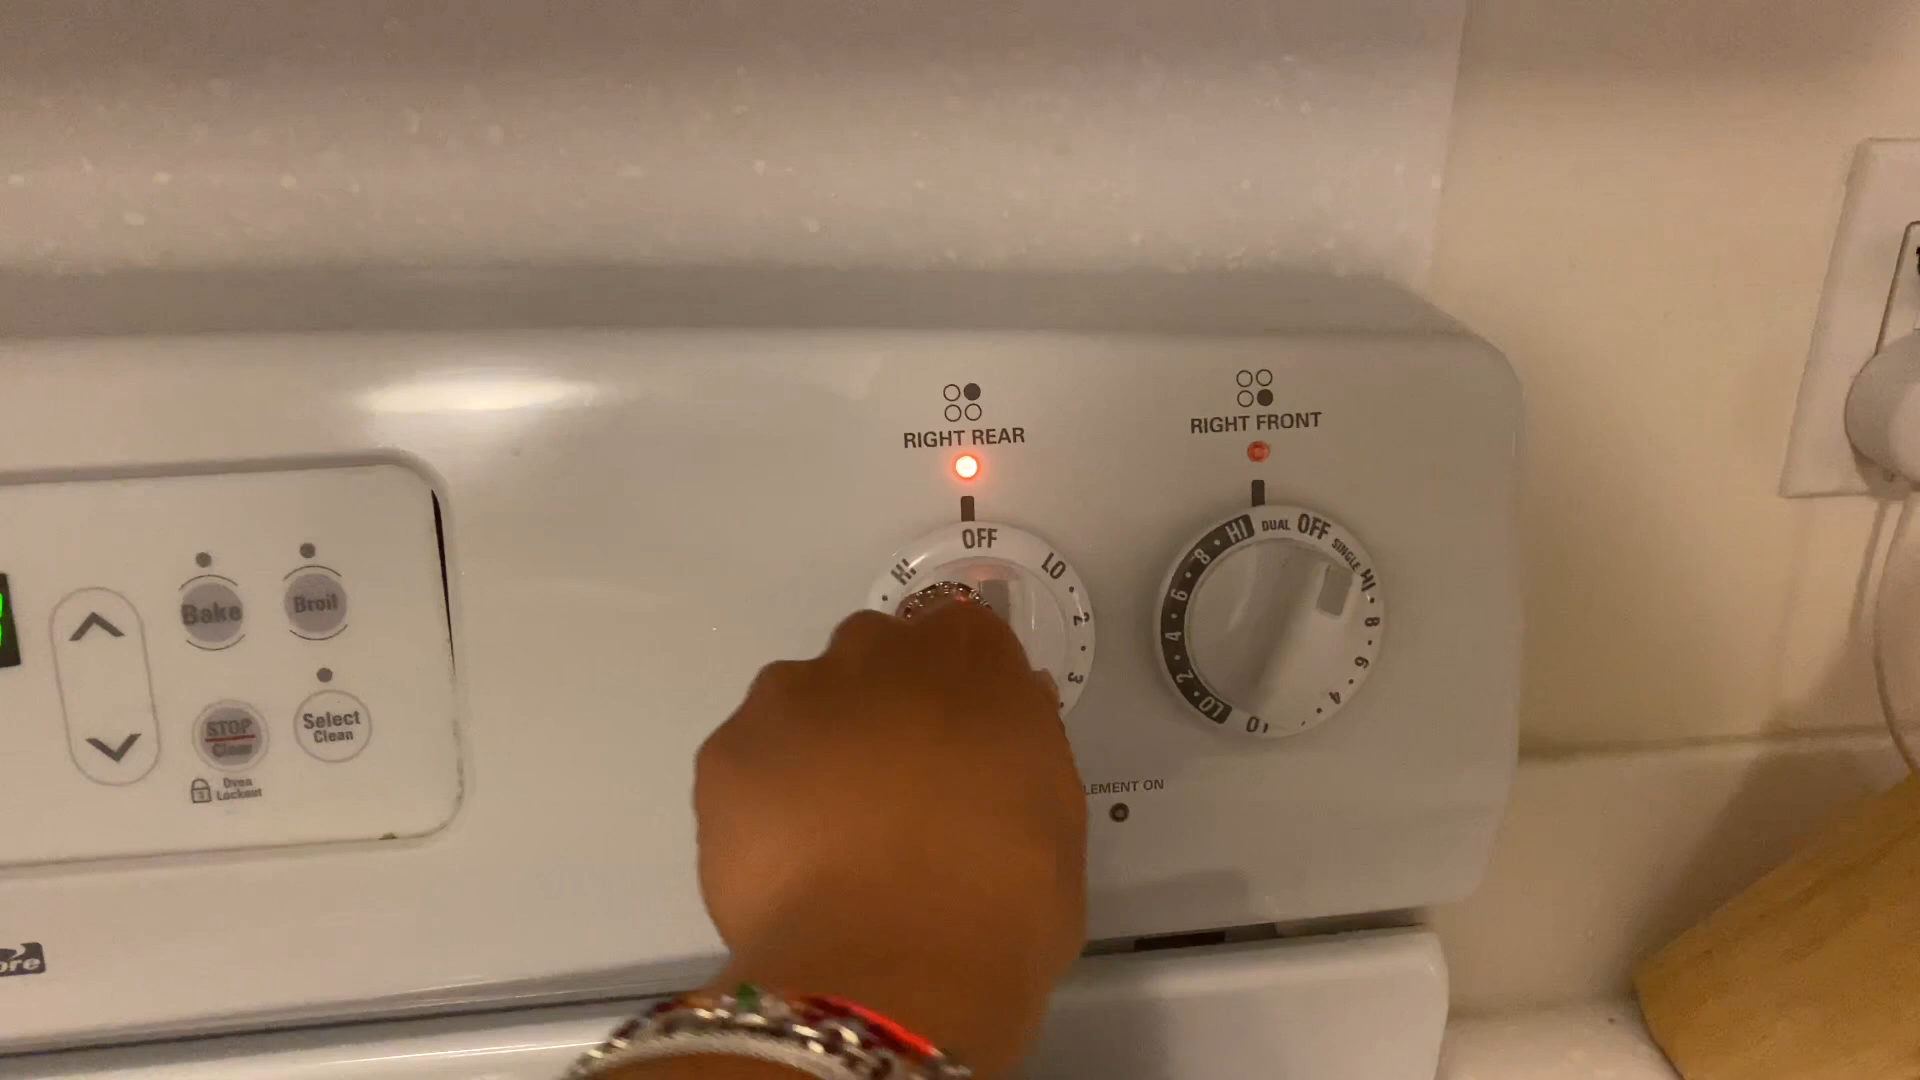 RIGHT REAR
RIGHT FRONT
OFF
HI
LO
2
3
HI DUAL OFF SINGLE HI
8
6
4
2
LO
8
6
4
LO
Bake
Broil
STOP
Clear
Select
Clean
Oven
Lockout
LEMENT ON
ore